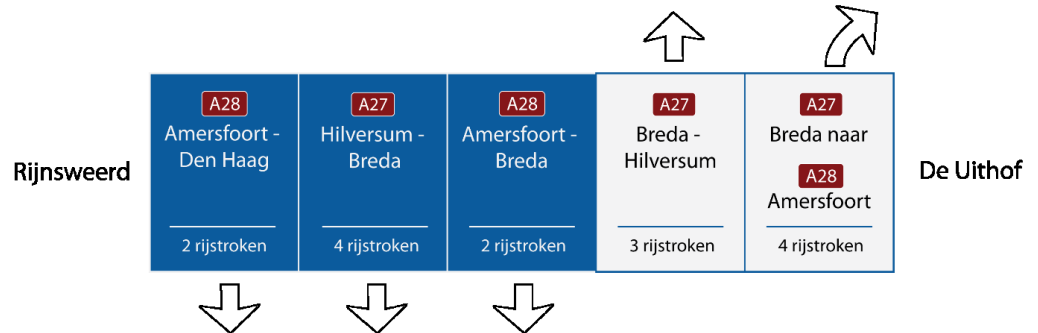 Rijnsweerd
A28
Amersfoort -
Den Haag
2 rijstroken
A27
Hilversum -
Breda
4 rijstroken
A28
Amersfoort -
Breda
2 rijstroken
A27
Breda -
Hilversum
3 rijstroken
A27
Breda naar
A28
Amersfoort
4 rijstroken
De Uithof